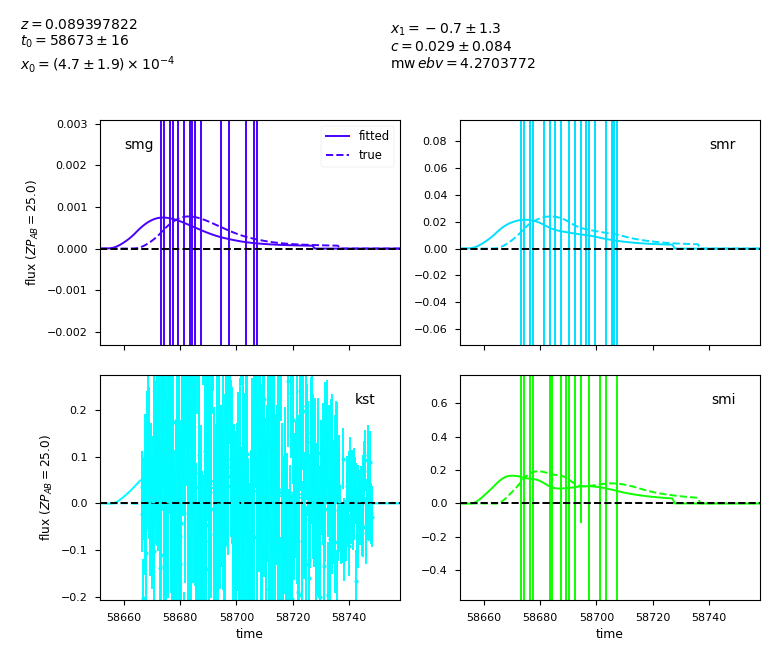 z = 0.089397822
t₀ = 58673 ± 16
x₀ = (4.7 ± 1.9) × 10⁻⁴
x₁ = −0.7 ± 1.3
c = 0.029 ± 0.084
mw ebv = 4.2703772
smg
fitted
true
0.003
0.002
0.001
0.000
−0.001
−0.002
flux (ZP_AB = 25.0)
smr
0.08
0.06
0.04
0.02
0.00
−0.02
−0.04
−0.06
kst
0.2
0.1
0.0
−0.1
−0.2
flux (ZP_AB = 25.0)
58660 58680 58700 58720 58740
time
smi
0.6
0.4
0.2
0.0
−0.2
−0.4
58660 58680 58700 58720 58740
time